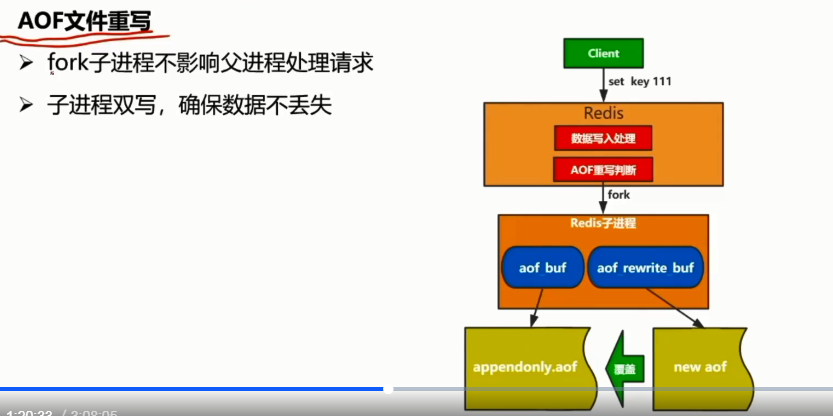 AOF文件重写
fork子进程不影响父进程处理请求
子进程双写，确保数据不丢失
Client
set key 111
Redis
数据写入处理
AOF重写判断
fork
Redis子进程
aof buf
aof rewrite buf
appendonly.aof
覆盖
new aof
1:20:33 / 3:08:05